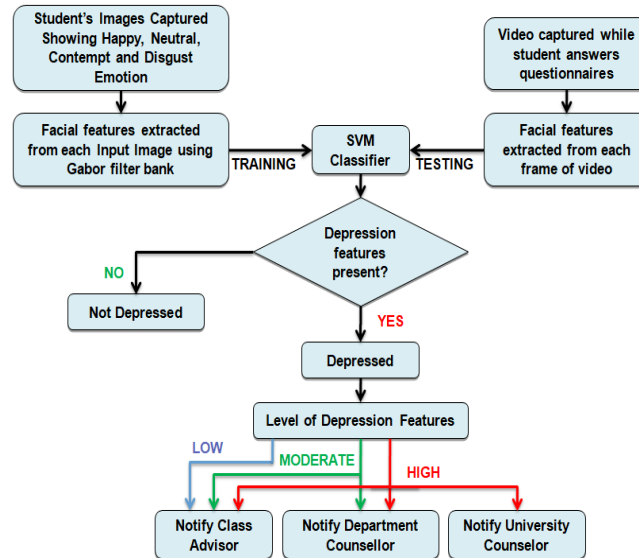 Student's Images Captured
Showing Happy, Neutral,
Contempt and Disgust
Emotion
Video captured while
student answers
questionnaires
Facial features extracted
from each Input Image using
Gabor filter bank
TRAINING
SVM
Classifier
TESTING
Facial features
extracted from each
frame of video
Depression
features
present?
NO
Not Depressed
YES
Depressed
Level of Depression Features
LOW
MODERATE
HIGH
Notify Class
Advisor
Notify Department
Counsellor
Notify University
Counselor